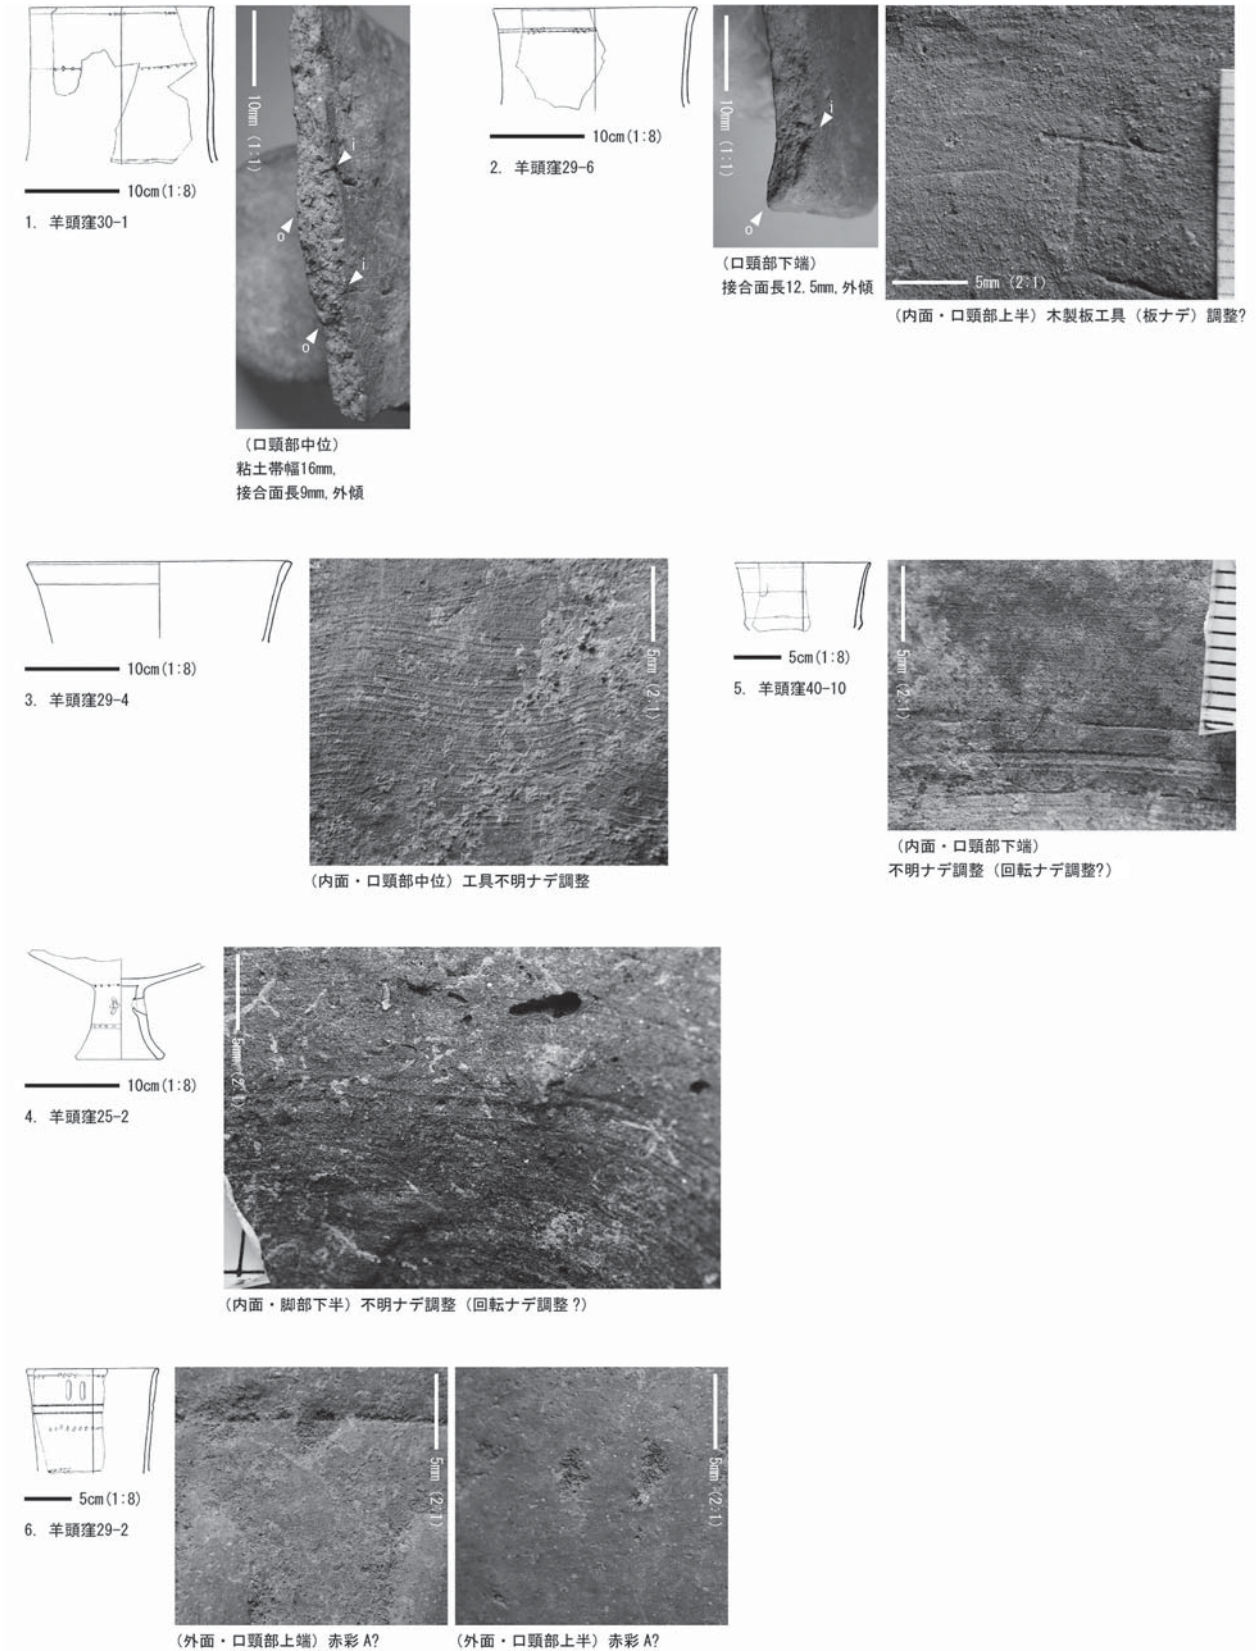 10cm(1:8)
1. 羊頭窪30-1
10mm (1:1)
i
o
i
o
(口頸部中位)
粘土帯幅16mm,
接合面長9mm, 外傾
10cm(1:8)
2. 羊頭窪29-6
10mm (1:1)
i
o
(口頸部下端)
接合面長12.5mm, 外傾
5mm (2:1)
(内面・口頸部上半) 木製板工具 (板ナデ) 調整?
10cm(1:8)
3. 羊頭窪29-4
5mm (2:1)
(内面・口頸部中位) 工具不明ナデ調整
5cm(1:8)
5. 羊頭窪40-10
5mm (2:1)
(内面・口頸部下端)
不明ナデ調整 (回転ナデ調整?)
10cm(1:8)
4. 羊頭窪25-2
5mm (2:1)
(内面・脚部下半) 不明ナデ調整 (回転ナデ調整?)
5cm(1:8)
6. 羊頭窪29-2
5mm (2:1)
(外面・口頸部上端) 赤彩 A?
5mm (2:1)
(外面・口頸部上半) 赤彩 A?